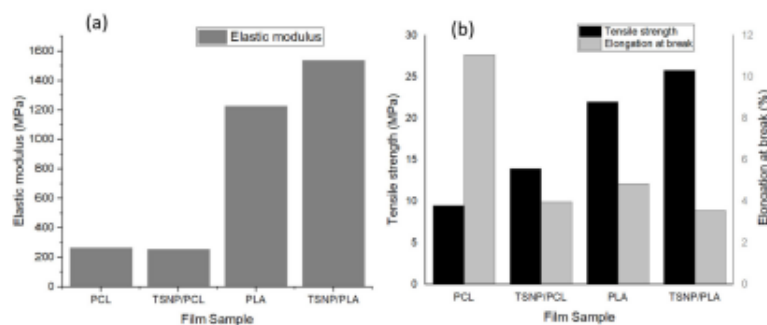 (a)
Elastic modulus
1600
1400
1200
1000
800
600
400
200
Elastic modulus (MPa)
PCL TSNP/PCL PLA TSNP/PLA
Film Sample
(b)
Tensile strength
Elongation at break
30
25
20
15
10
5
0
Tensile strength (MPa)
12
10
8
6
4
2
0
Elongation at break (%)
PCL TSNP/PCL PLA TSNP/PLA
Film Sample